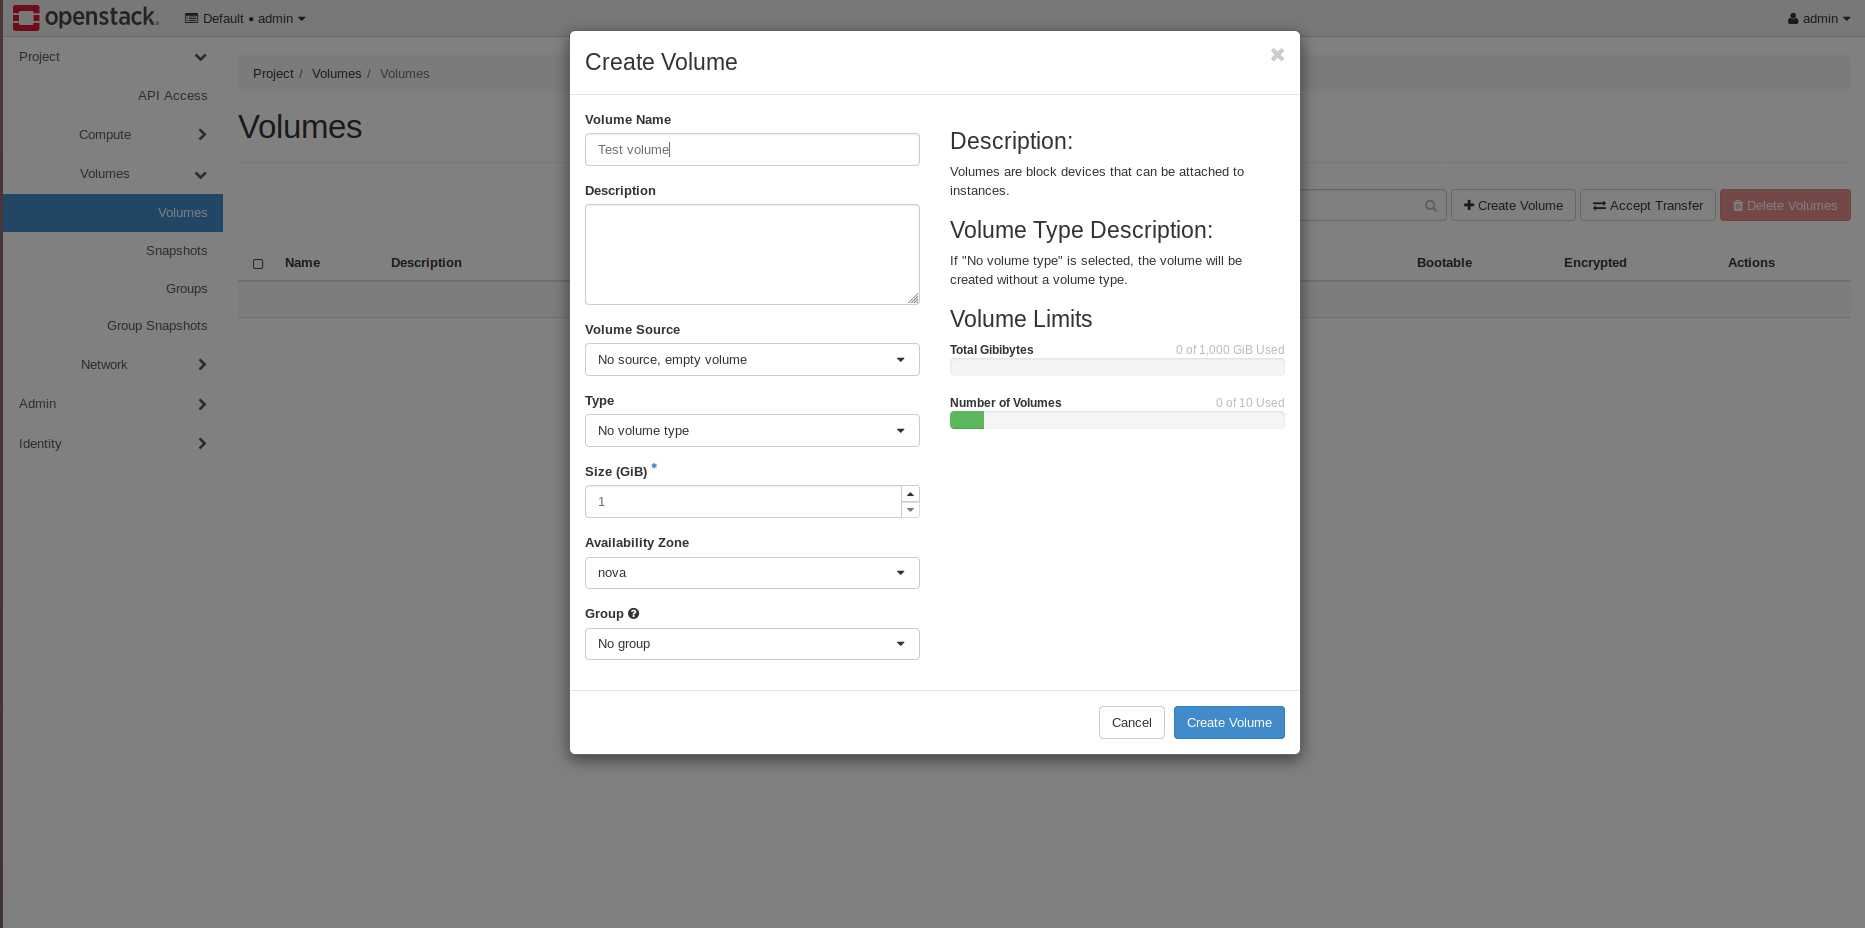 openstack. Default • admin admin
Project
API Access
Compute
Volumes
Volumes
Snapshots
Groups
Group Snapshots
Network
Admin
Identity
Project / Volumes / Volumes
Volumes
Create Volume Accept Transfer Delete Volumes
Name Description Bootable Encrypted Actions
Create Volume
Volume Name
Test volume
Description
Volume Source
No source, empty volume
Type
No volume type
Size (GiB) *
1
Availability Zone
nova
Group
No group
Description:
Volumes are block devices that can be attached to
instances.
Volume Type Description:
If "No volume type" is selected, the volume will be
created without a volume type.
Volume Limits
Total Gibibytes 0 of 1,000 GiB Used
Number of Volumes 0 of 10 Used
Cancel Create Volume